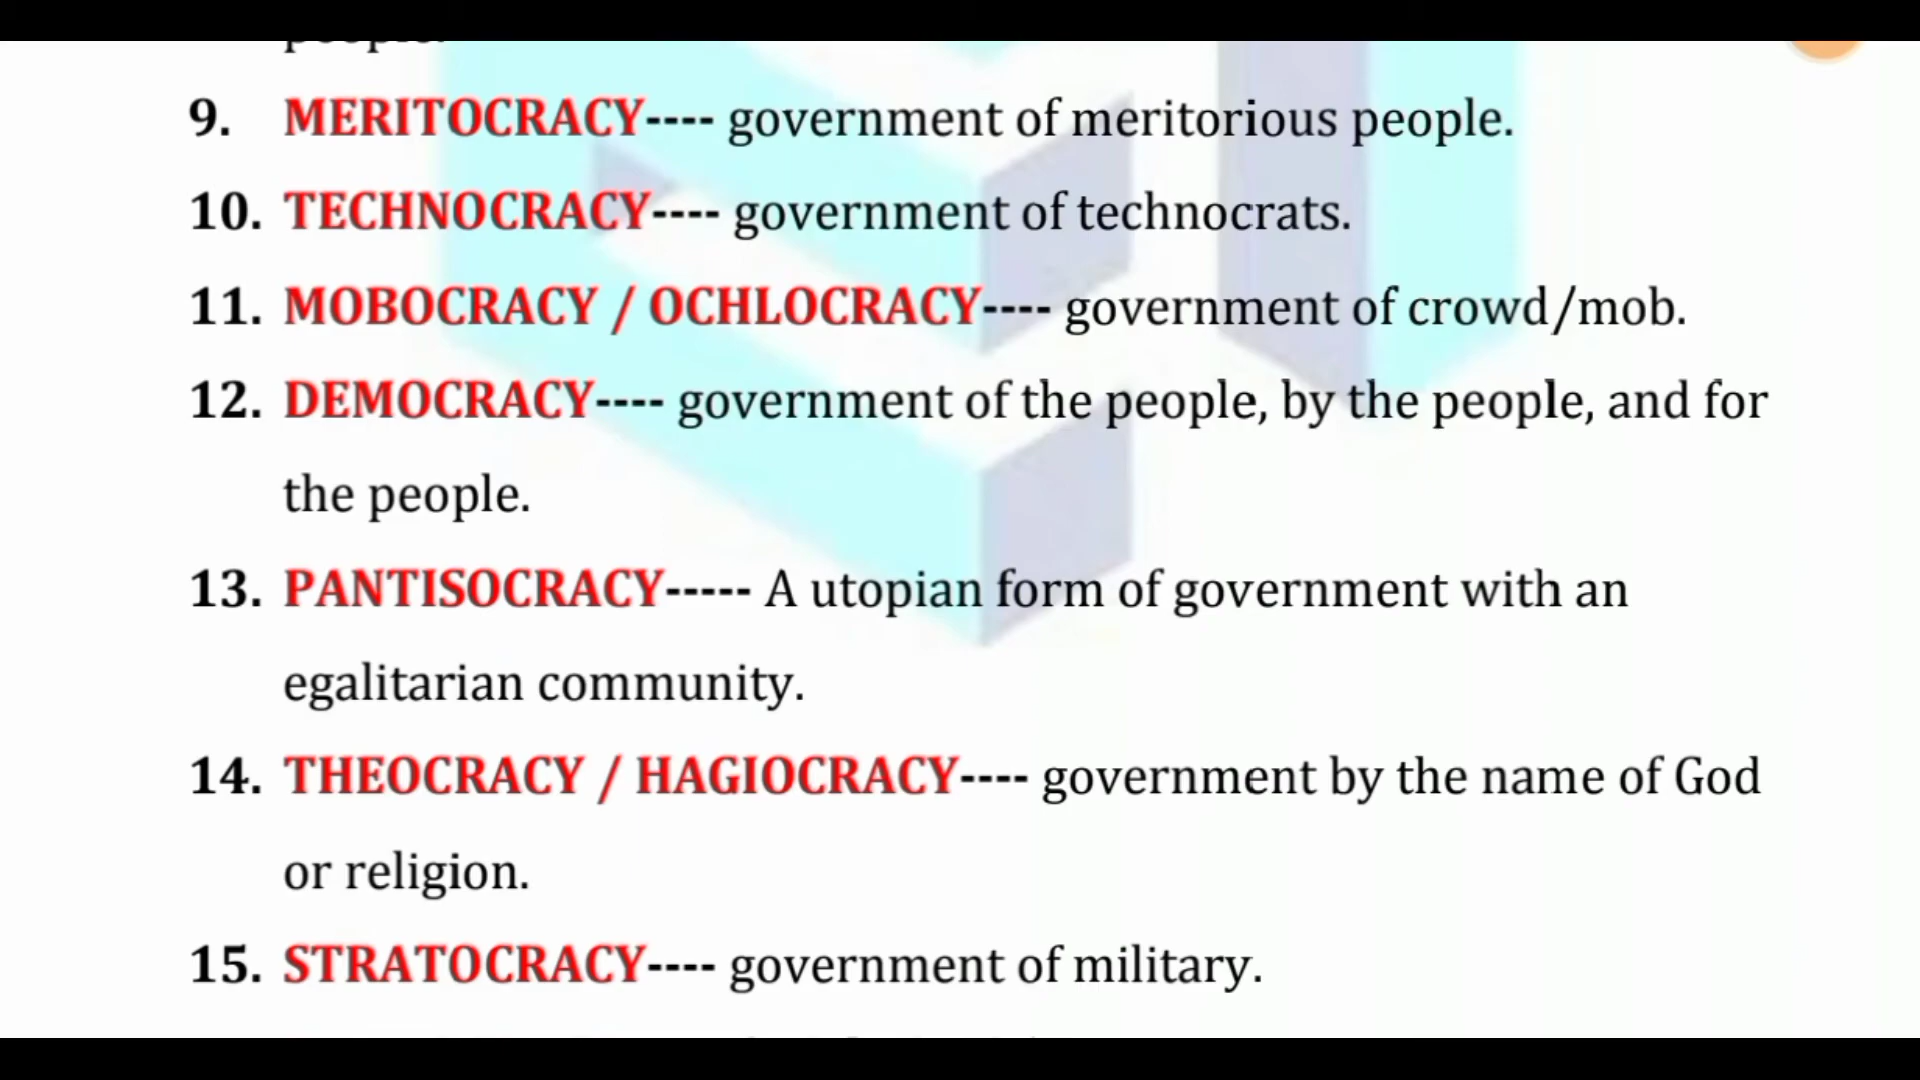 people.
9. MERITOCRACY---- government of meritorious people.
10. TECHNOCRACY---- government of technocrats.
11. MOBOCRACY / OCHLOCRACY---- government of crowd/mob.
12. DEMOCRACY---- government of the people, by the people, and for
the people.
13. PANTISOCRACY----- A utopian form of government with an
egalitarian community.
14. THEOCRACY / HAGIOCRACY---- government by the name of God
or religion.
15. STRATOCRACY---- government of military.